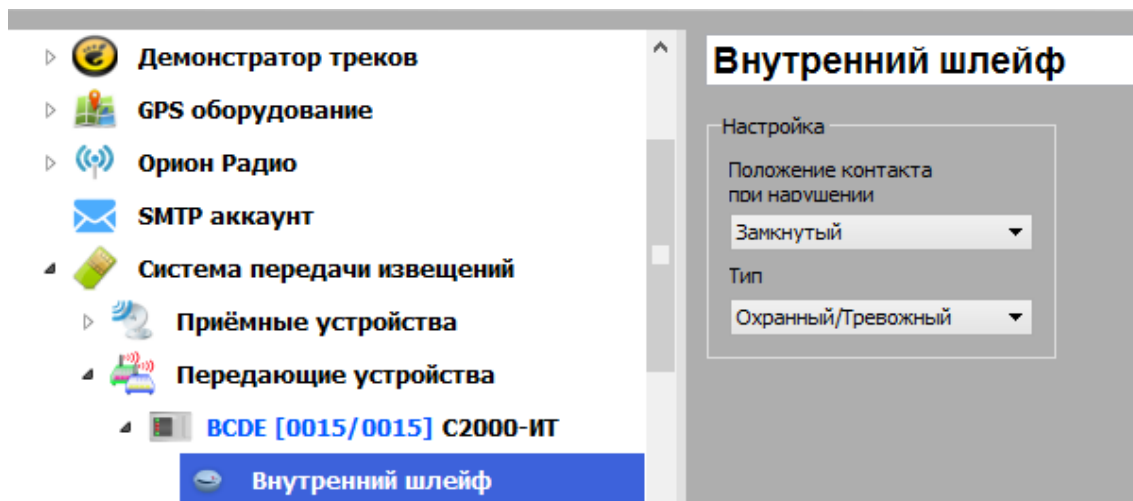 Демонстратор треков
GPS оборудование
Орион Радио
SMTP аккаунт
Система передачи извещений
Приёмные устройства
Передающие устройства
BCDE [0015/0015] С2000-ИТ
Внутренний шлейф
Внутренний шлейф
Настройка
Положение контакта
при нарушении
Замкнутый
Тип
Охранный/Тревожный